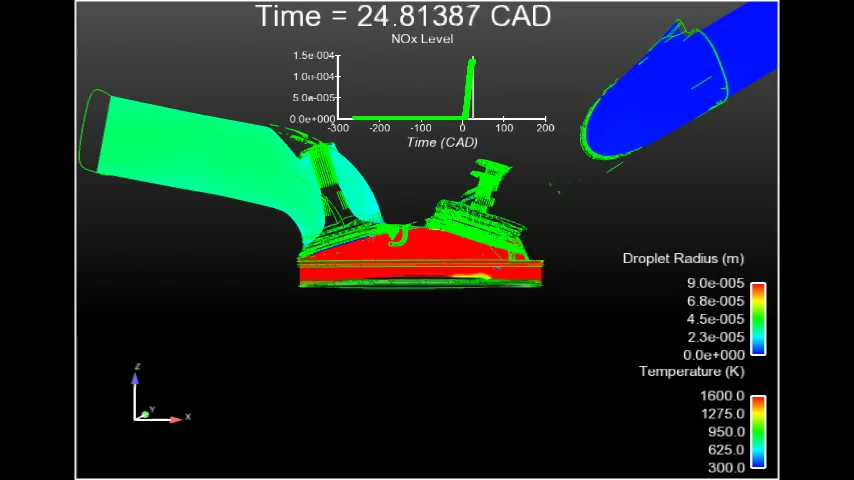 Time = 24.81387 CAD
NOx Level
1.5e-004
1.0e-004
5.0e-005
0.0e+000
-300 -200 -100 0 100 200
Time (CAD)
Droplet Radius (m)
9.0e-005
6.8e-005
4.5e-005
2.3e-005
0.0e+000
Temperature (K)
1600.0
1275.0
950.0
625.0
300.0
Z
Y
X